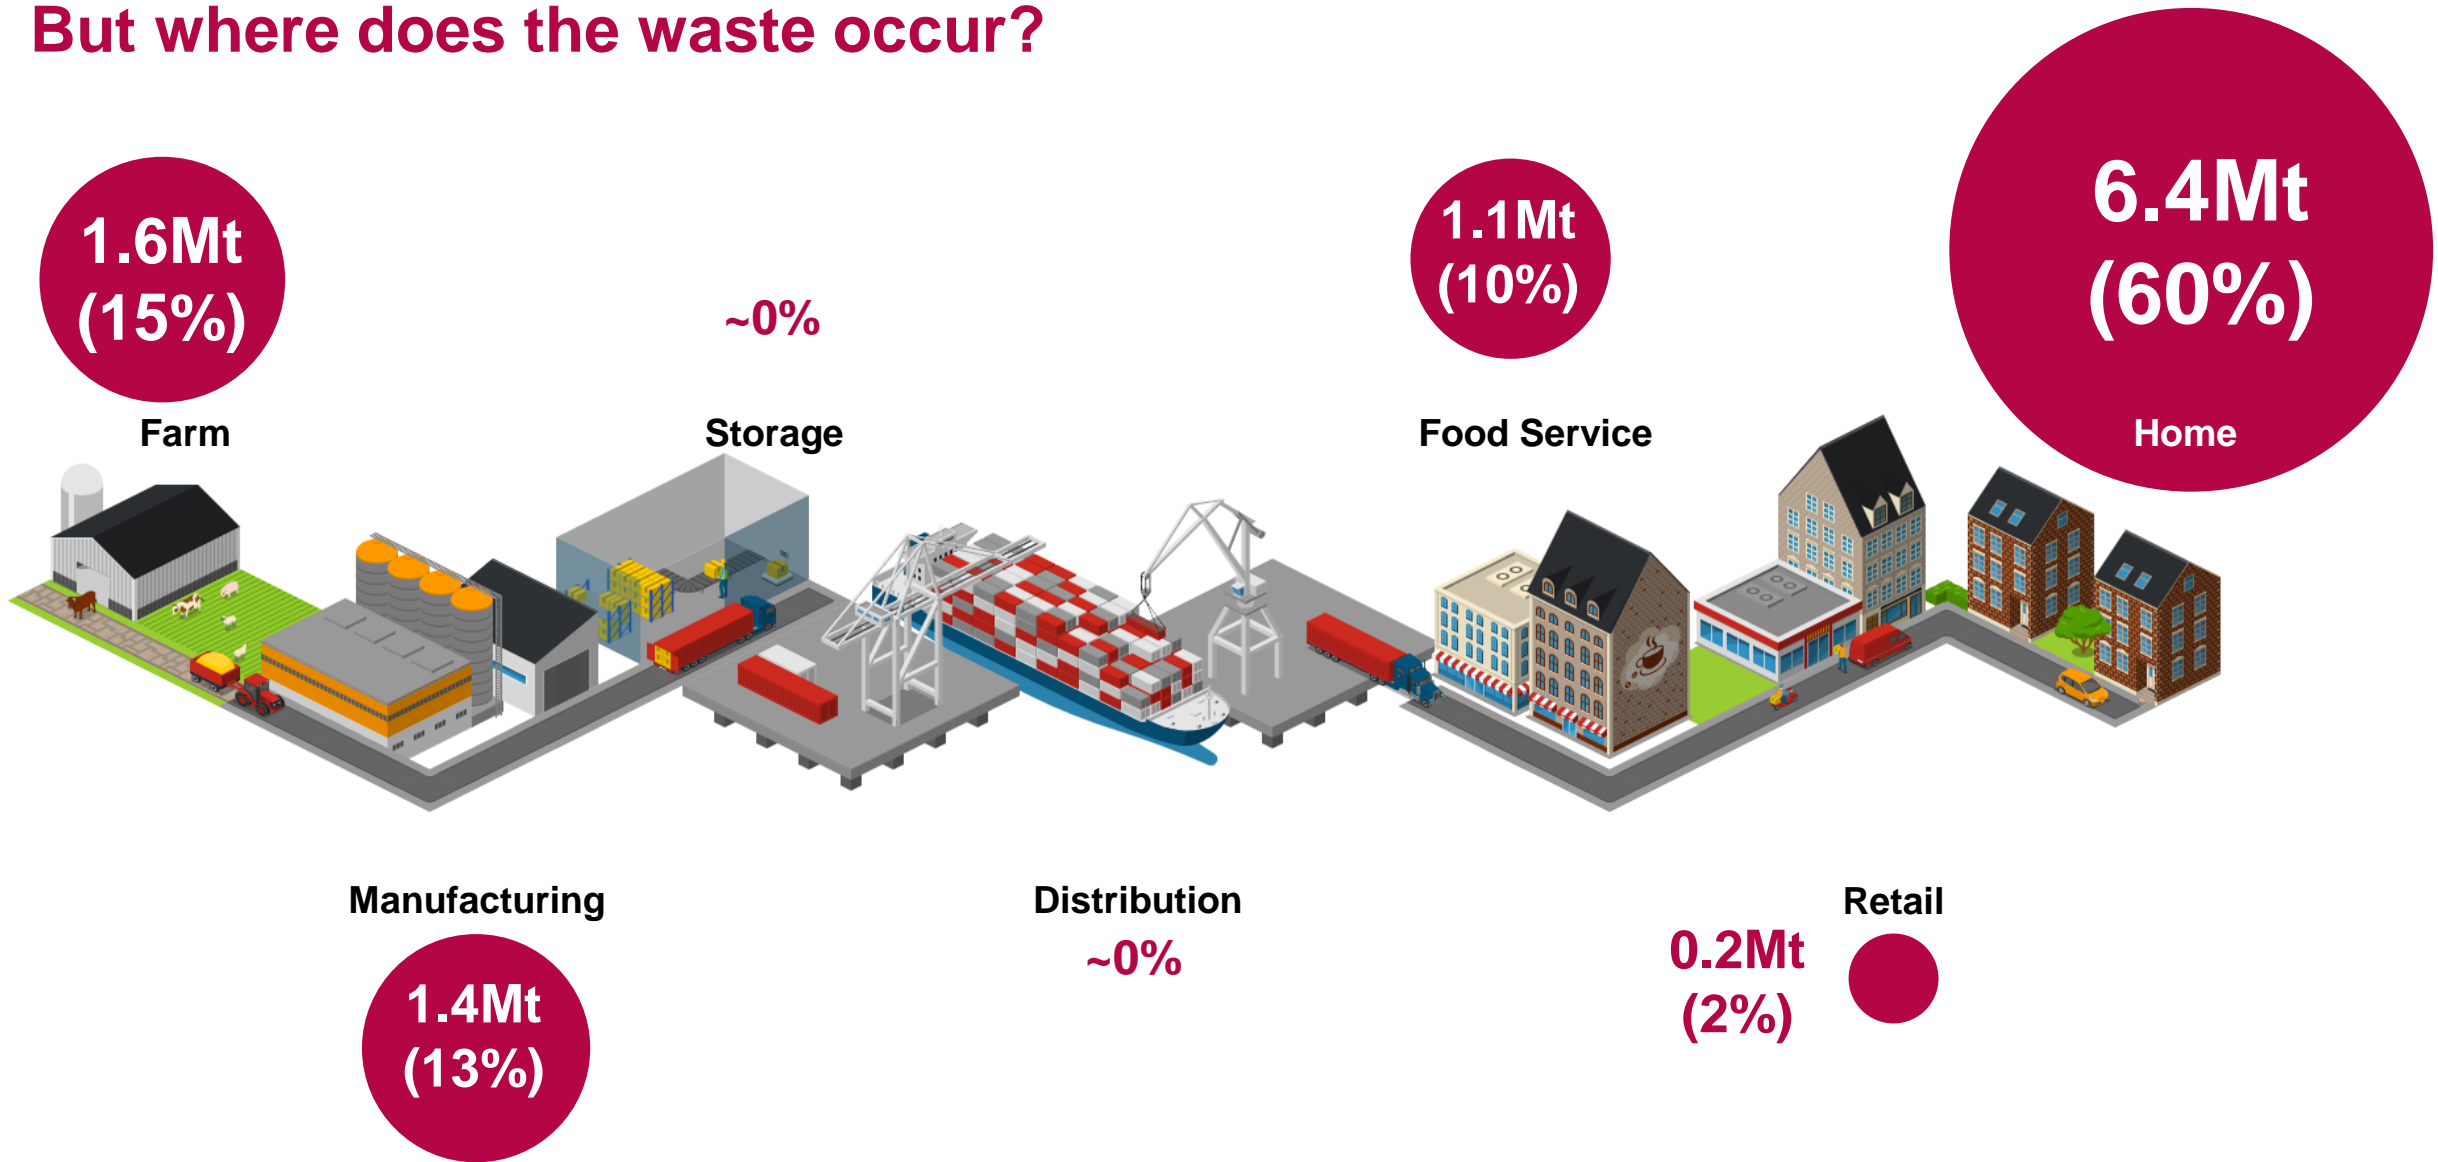 But where does the waste occur?
1.6Mt
(15%)
Farm
~0%
Storage
1.1Mt
(10%)
Food Service
6.4Mt
(60%)
Home
Manufacturing
1.4Mt
(13%)
Distribution
~0%
Retail
0.2Mt
(2%)